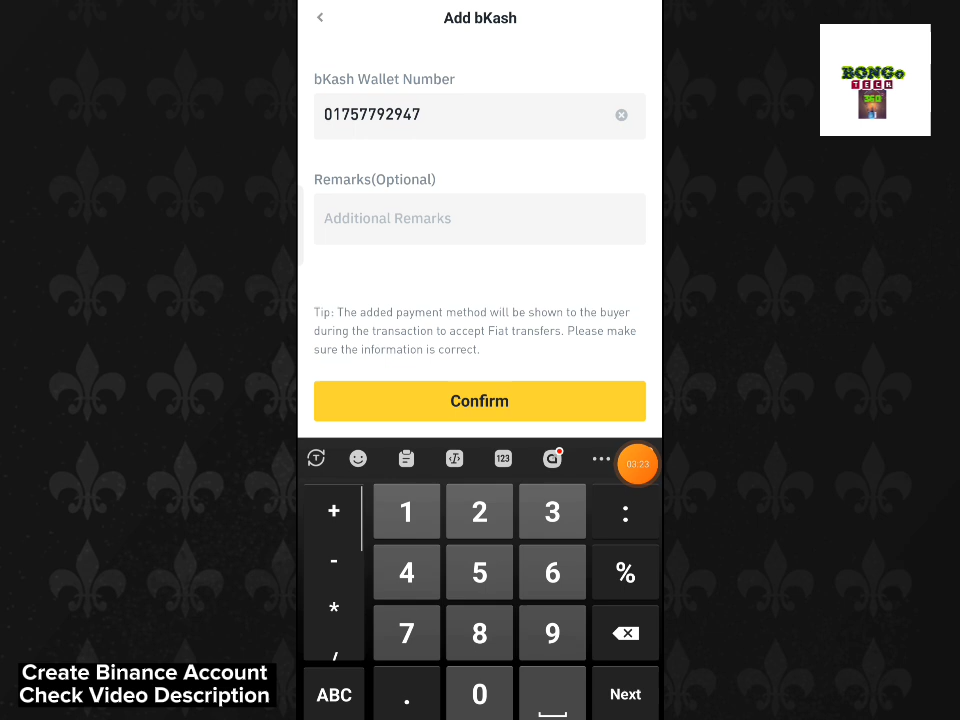 Add bKash
BONGO
TECH
360
bKash Wallet Number
01757792947
Remarks(Optional)
Additional Remarks
Tip: The added payment method will be shown to the buyer
during the transaction to accept Fiat transfers. Please make
sure the information is correct.
Confirm
T
T
123
03:23
+ 1 2 3 :
- 4 5 6 %
* 7 8 9
/
ABC . 0 Next
Create Binance Account
Check Video Description